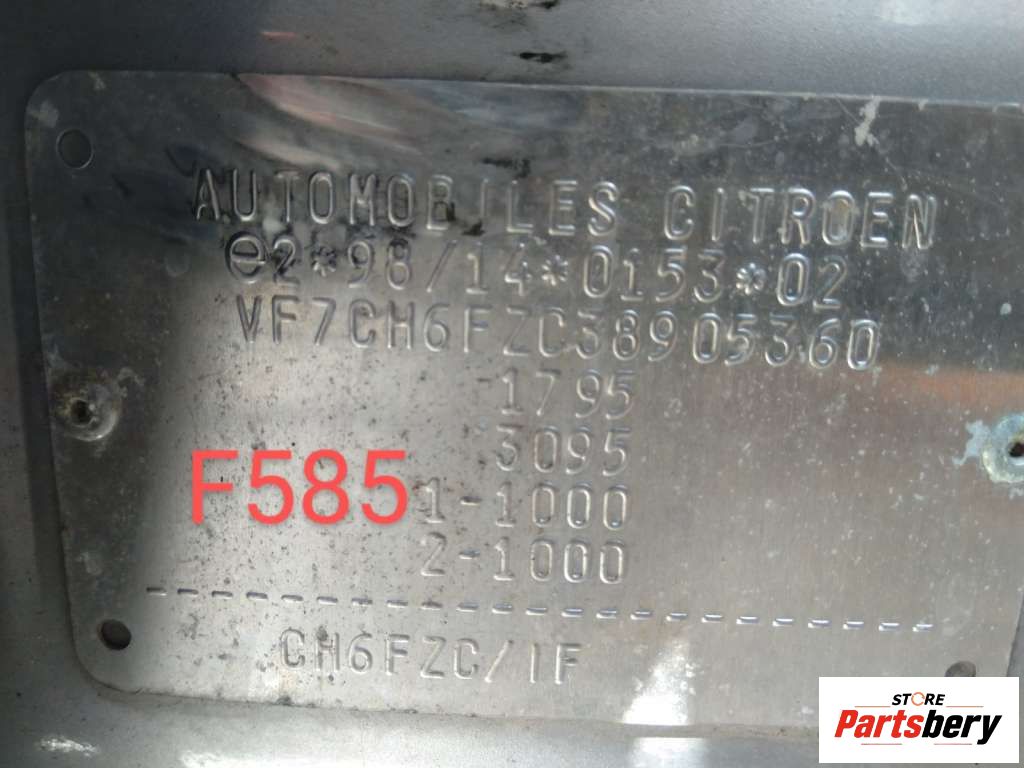 AUTOMOBILES CITROEN
e2*98/14*0153*02
VF7CH6FZC38905360
1795
3095
F585
1-1000
2-1000
CH6FZC/IF
STORE
Partsbery